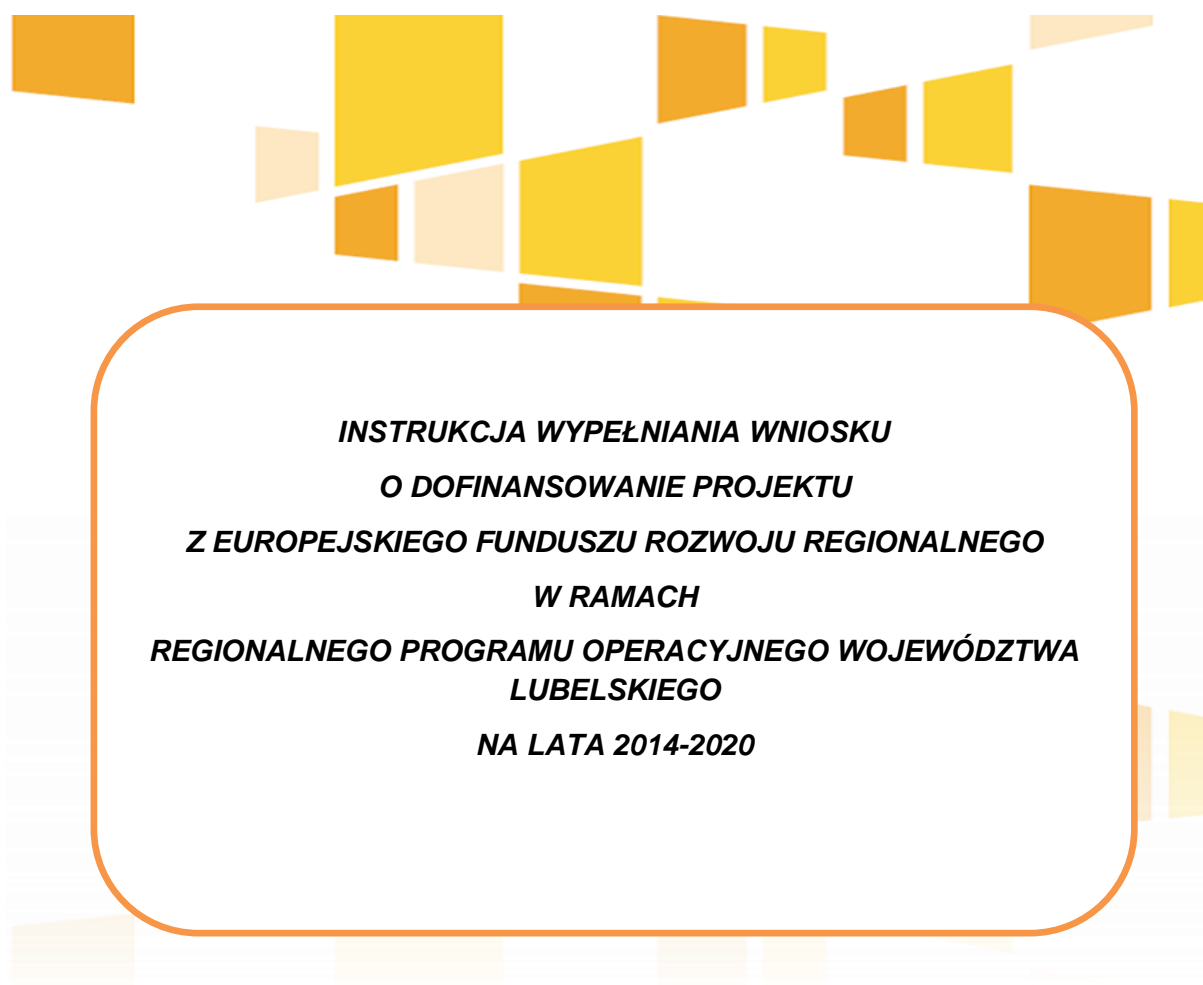 INSTRUKCJA WYPEŁNIANIA WNIOSKU
O DOFINANSOWANIE PROJEKTU
Z EUROPEJSKIEGO FUNDUSZU ROZWOJU REGIONALNEGO
W RAMACH
REGIONALNEGO PROGRAMU OPERACYJNEGO WOJEWÓDZTWA
LUBELSKIEGO
NA LATA 2014-2020